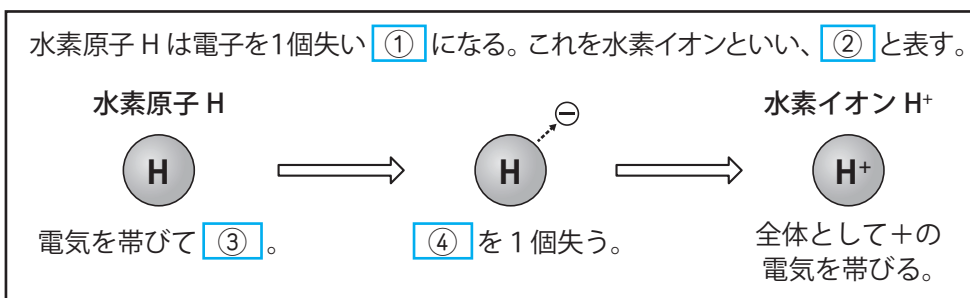 水素原子 H は電子を1個失い ① になる。これを水素イオンといい、 ② と表す。
水素原子 H
水素イオン H⁺
H
H
⊖
H⁺
電気を帯びて ③ 。
④ を 1 個失う。
全体として＋の
電気を帯びる。